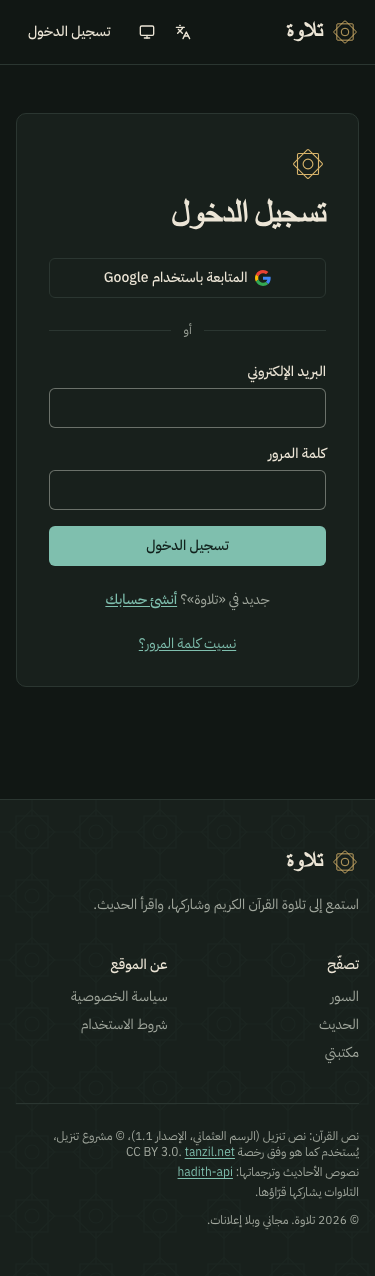 تلاوة
تسجيل الدخول
تسجيل الدخول
المتابعة باستخدام Google
أو
البريد الإلكتروني
كلمة المرور
تسجيل الدخول
جديد في «تلاوة»؟ أنشئ حسابك
نسيت كلمة المرور؟
تلاوة
استمع إلى تلاوة القرآن الكريم وشاركها، واقرأ الحديث.
تصفّح
السور
الحديث
مكتبتي
عن الموقع
سياسة الخصوصية
شروط الاستخدام
نص القرآن: نص تنزيل (الرسم العثماني، الإصدار 1.1)، © مشروع تنزيل،
يُستخدم كما هو وفق رخصة CC BY 3.0. tanzil.net
نصوص الأحاديث وترجماتها: hadith-api
التلاوات يشاركها قرّاؤها.
© 2026 تلاوة. مجاني وبلا إعلانات.